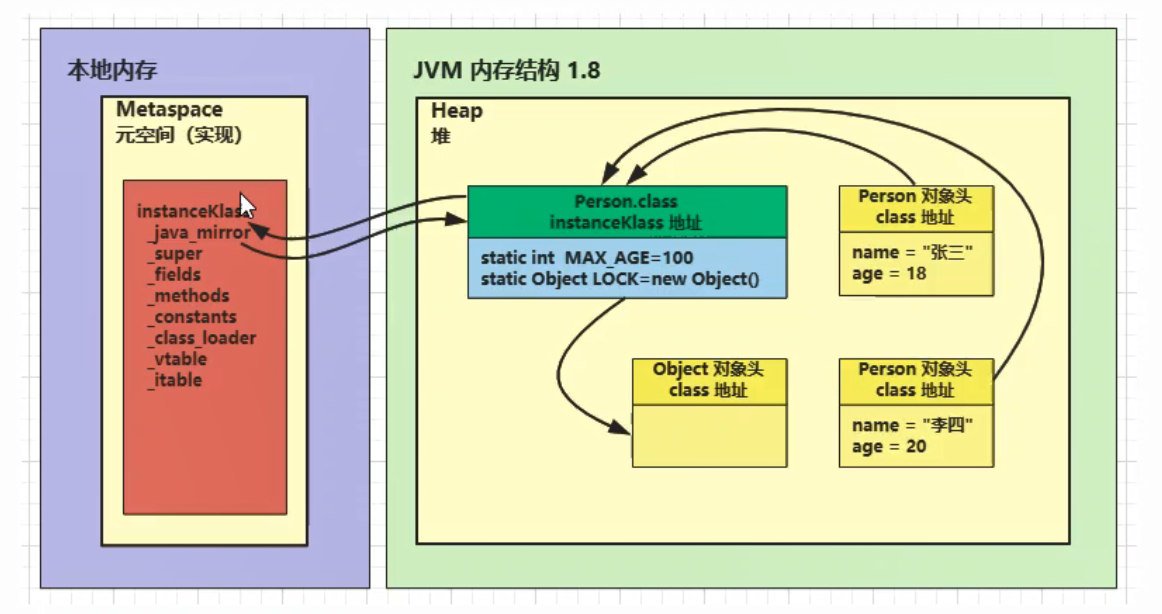 本地内存
Metaspace
元空间（实现）
instanceKlass
_java_mirror
_super
_fields
_methods
_constants
_class_loader
_vtable
_itable
JVM 内存结构 1.8
Heap
堆
Person.class
instanceKlass 地址
static int MAX_AGE=100
static Object LOCK=new Object()
Person 对象头
class 地址
name = "张三"
age = 18
Object 对象头
class 地址
Person 对象头
class 地址
name = "李四"
age = 20